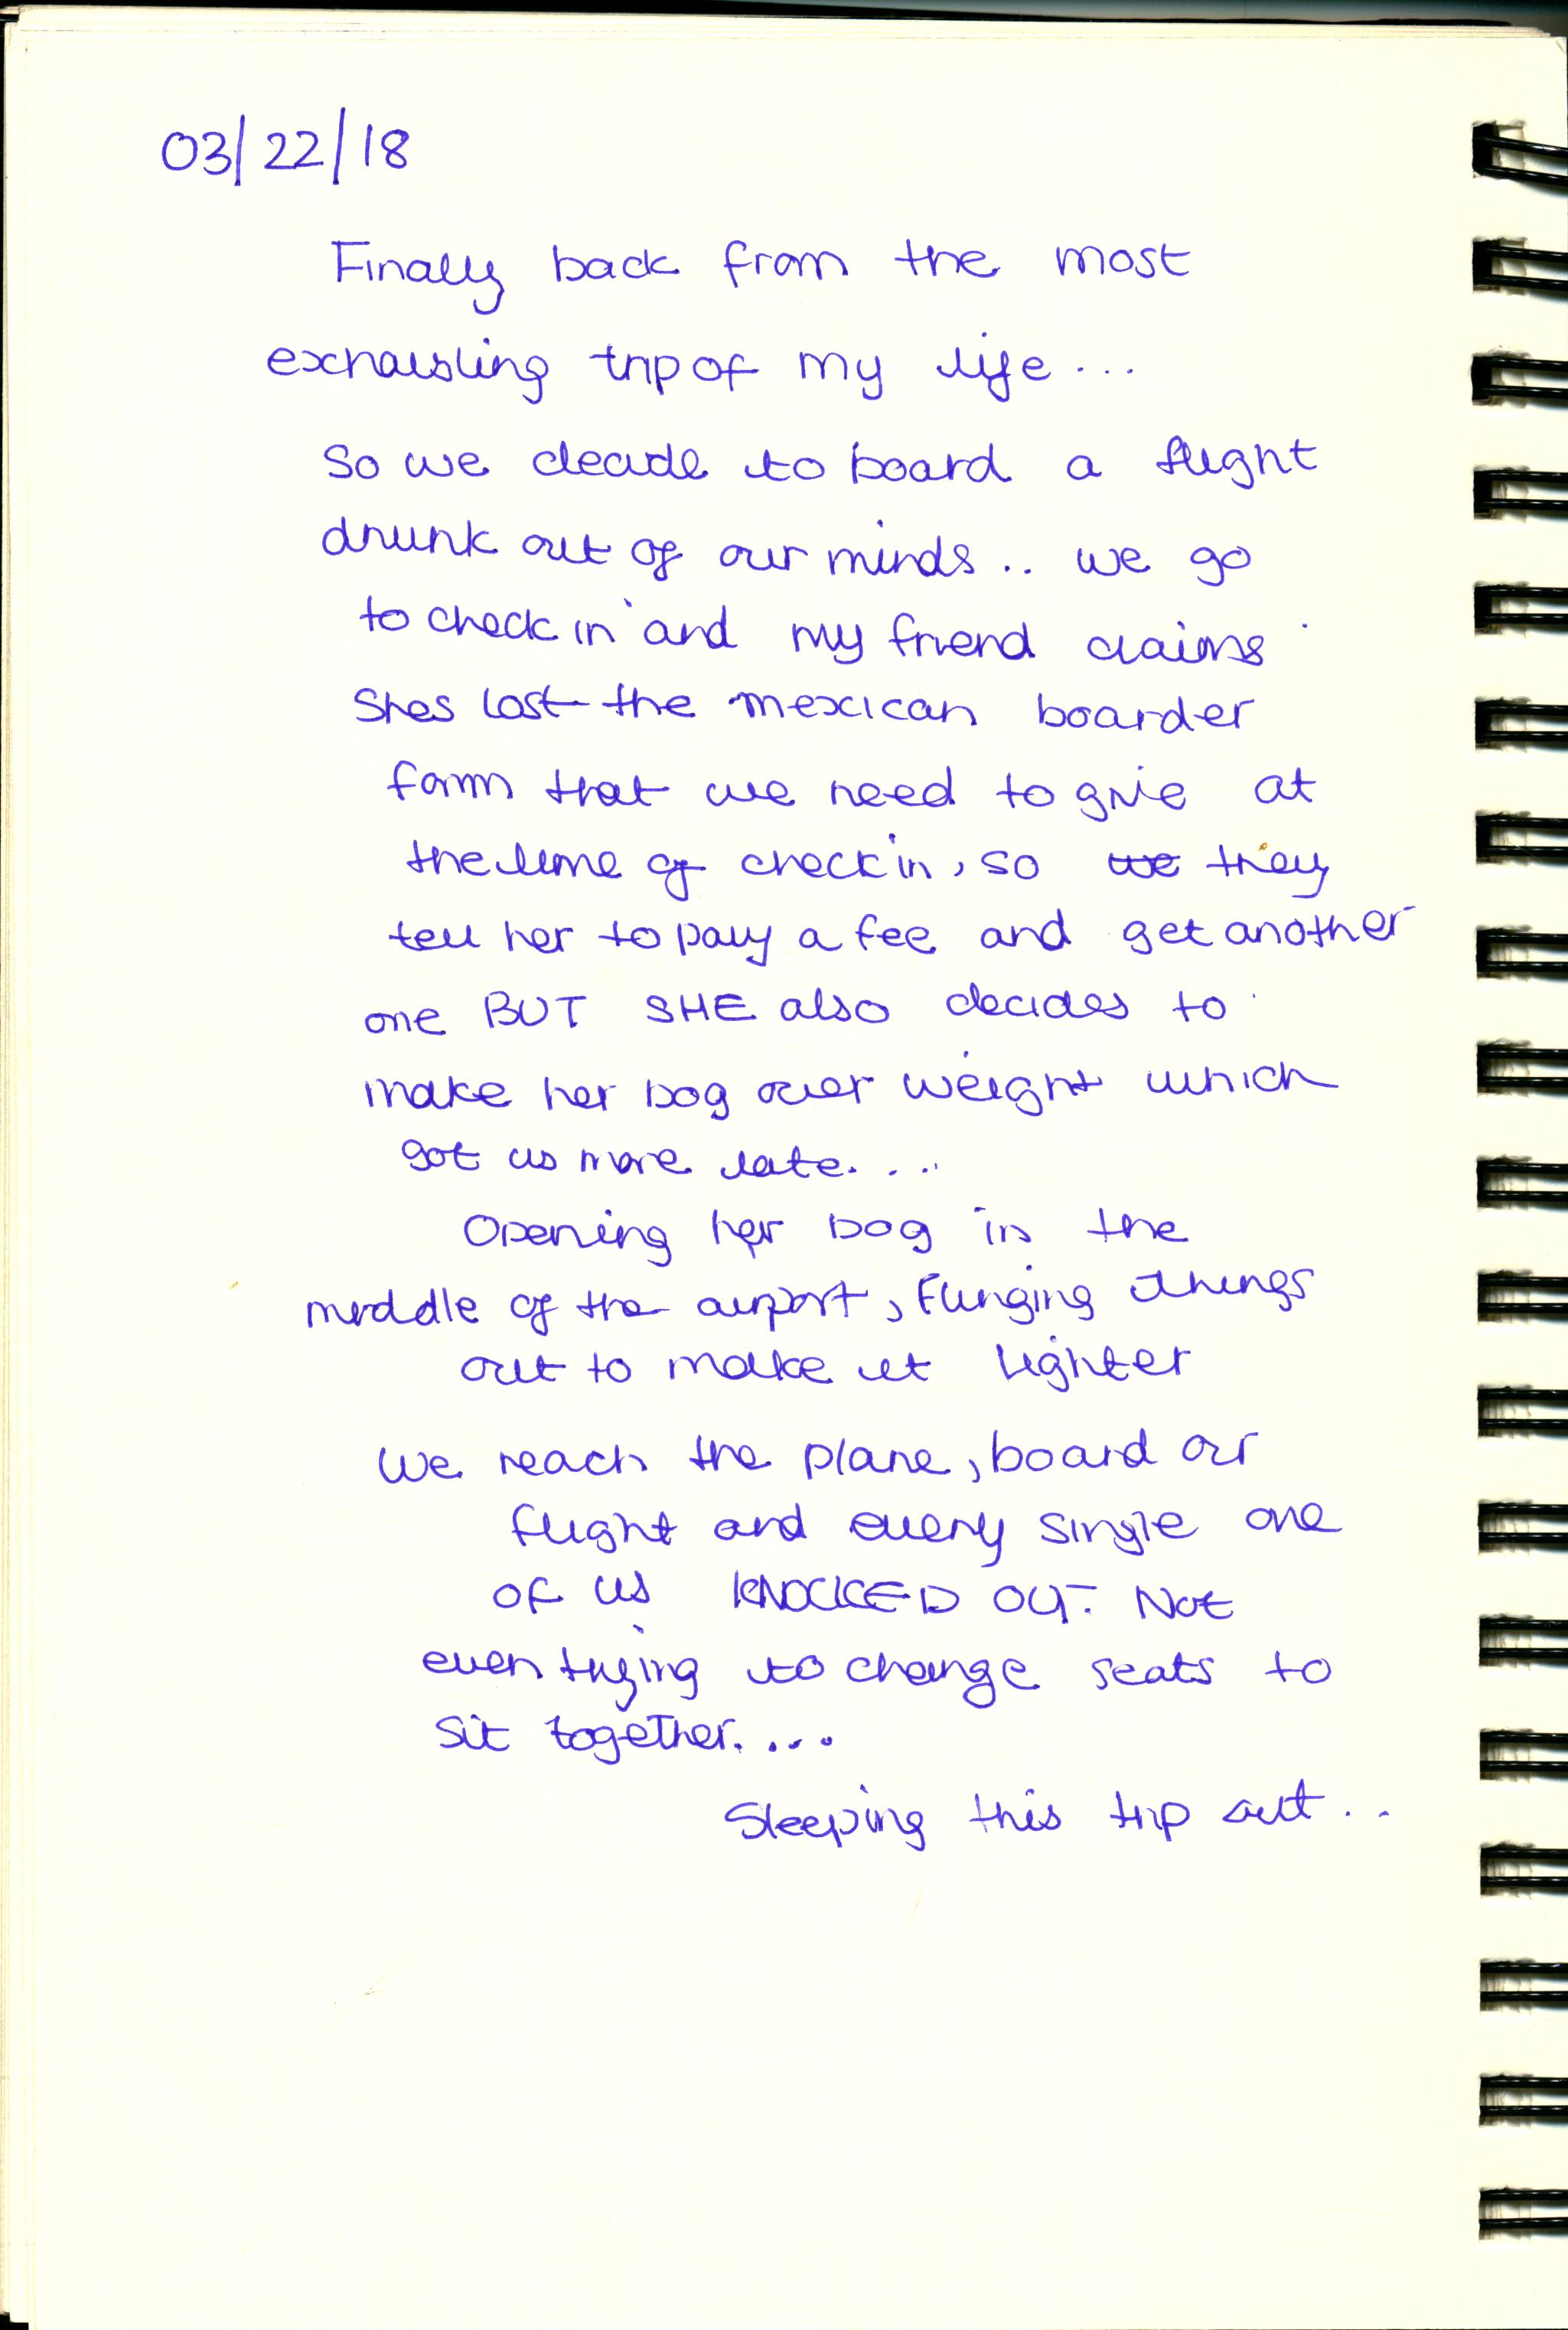 03/22/18
Finally back from the most
exhausting trip of my life...
So we decide to board a flight
drunk out of our minds.. we go
to check in and my friend claims
Shes lost the mexican boarder
form that we need to give at
the time of check in, so we they
tell her to pay a fee and get another
one BUT SHE also decides to
make her bag over weight which
got us more late....
Opening her bag in the
middle of the airport, Flinging things
out to make it lighter
We reach the plane, board our
flight and every single one
of us KNOCKED OUT. Not
even trying to change seats to
sit together....
Sleeping this trip out..